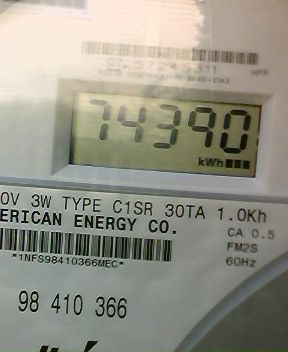 74390
kWh
0V 3W TYPE C1SR 30TA 1.0Kh
ERICAN ENERGY CO.
CA 0.5
FM2S
60Hz
*1NFS98410366MEC*
98 410 366